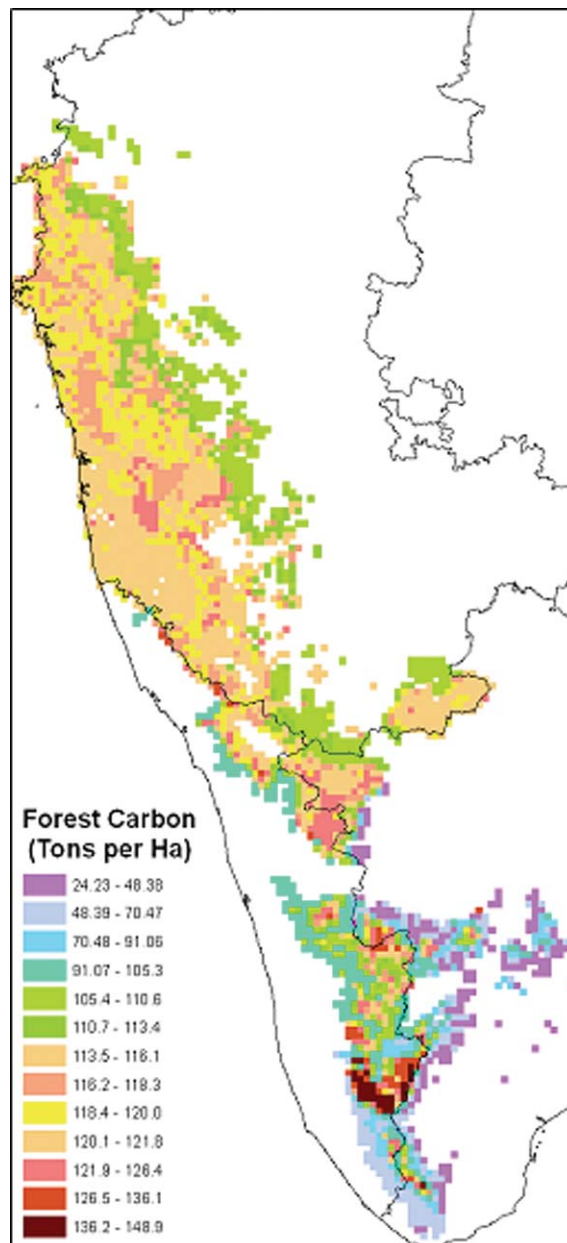 Forest Carbon
(Tons per Ha)
24.23 - 48.38
48.39 - 70.47
70.48 - 91.06
91.07 - 105.3
105.4 - 110.6
110.7 - 113.4
113.5 - 116.1
116.2 - 118.3
118.4 - 120.0
120.1 - 121.8
121.9 - 126.4
126.5 - 136.1
136.2 - 148.9